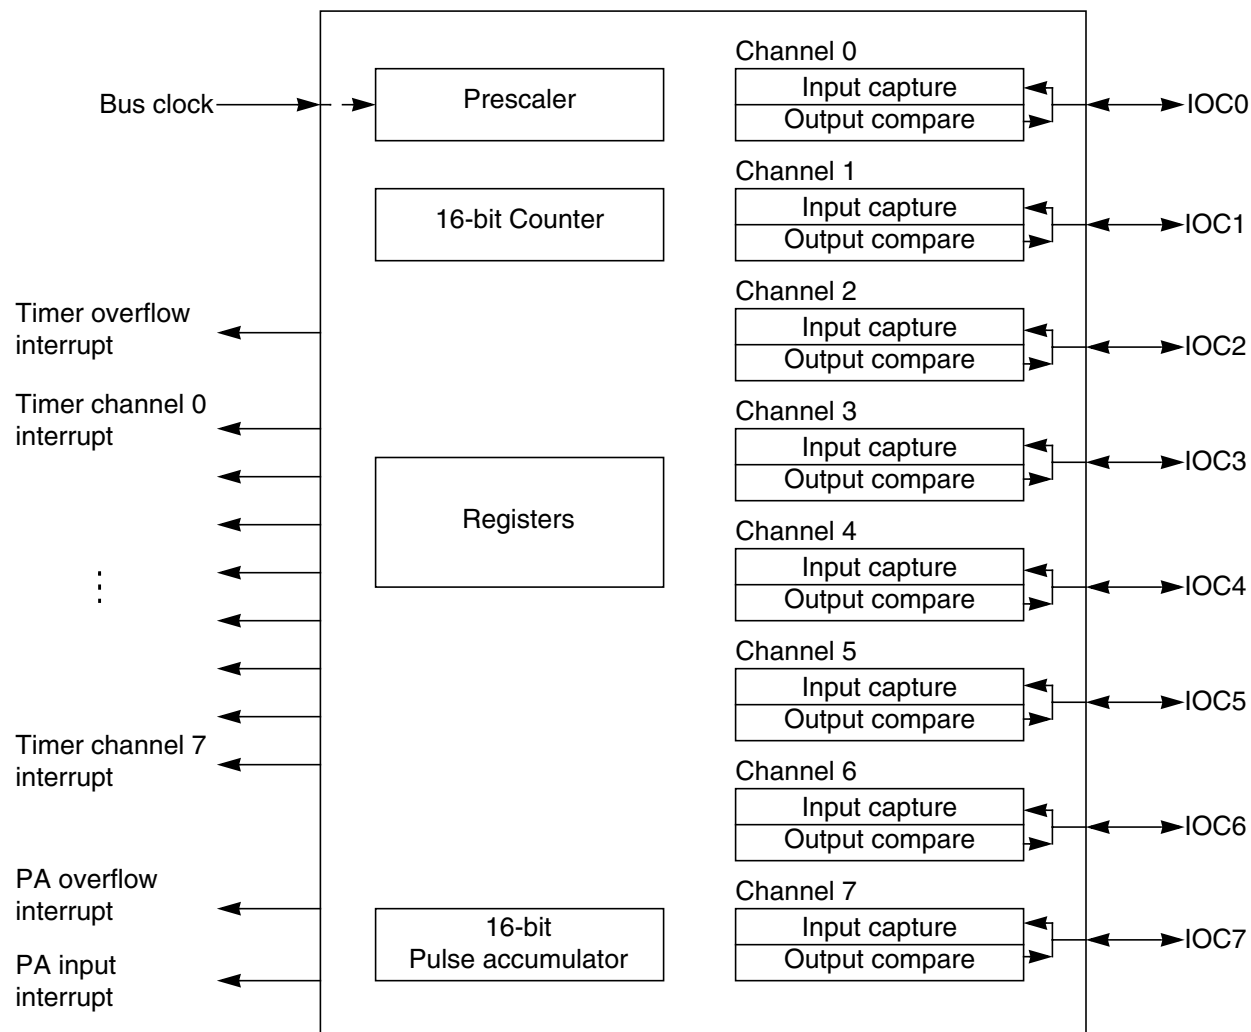 Channel 0
Bus clock
Prescaler
Input capture
Output compare
IOC0
Channel 1
16-bit Counter
Input capture
Output compare
IOC1
Channel 2
Timer overflow
interrupt
Input capture
Output compare
IOC2
Channel 3
Timer channel 0
interrupt
Input capture
Output compare
IOC3
Registers
Channel 4
Input capture
Output compare
IOC4
Channel 5
Input capture
Output compare
IOC5
Timer channel 7
interrupt
Channel 6
Input capture
Output compare
IOC6
PA overflow
interrupt
Channel 7
16-bit
Pulse accumulator
Input capture
Output compare
IOC7
PA input
interrupt